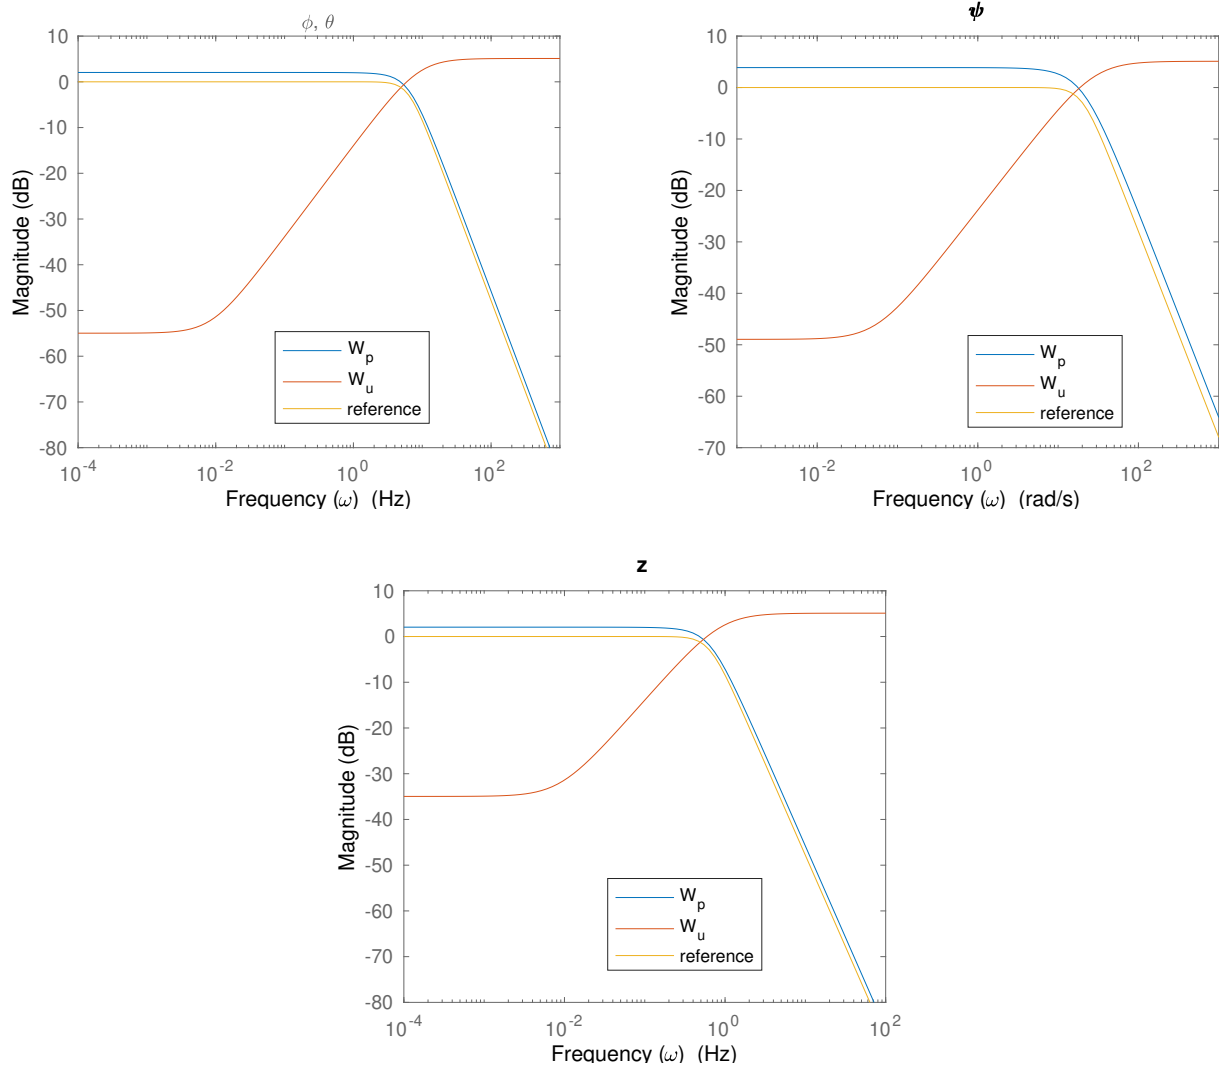 ϕ, θ
10
0
-10
-20
-30
-40
-50
-60
-70
-80
Magnitude (dB)
W_p
W_u
reference
10^-4
10^-2
10^0
10^2
Frequency (ω) (Hz)
ψ
10
0
-10
-20
-30
-40
-50
-60
-70
Magnitude (dB)
W_p
W_u
reference
10^-2
10^0
10^2
Frequency (ω) (rad/s)
z
10
0
-10
-20
-30
-40
-50
-60
-70
-80
Magnitude (dB)
W_p
W_u
reference
10^-4
10^-2
10^0
10^2
Frequency (ω) (Hz)